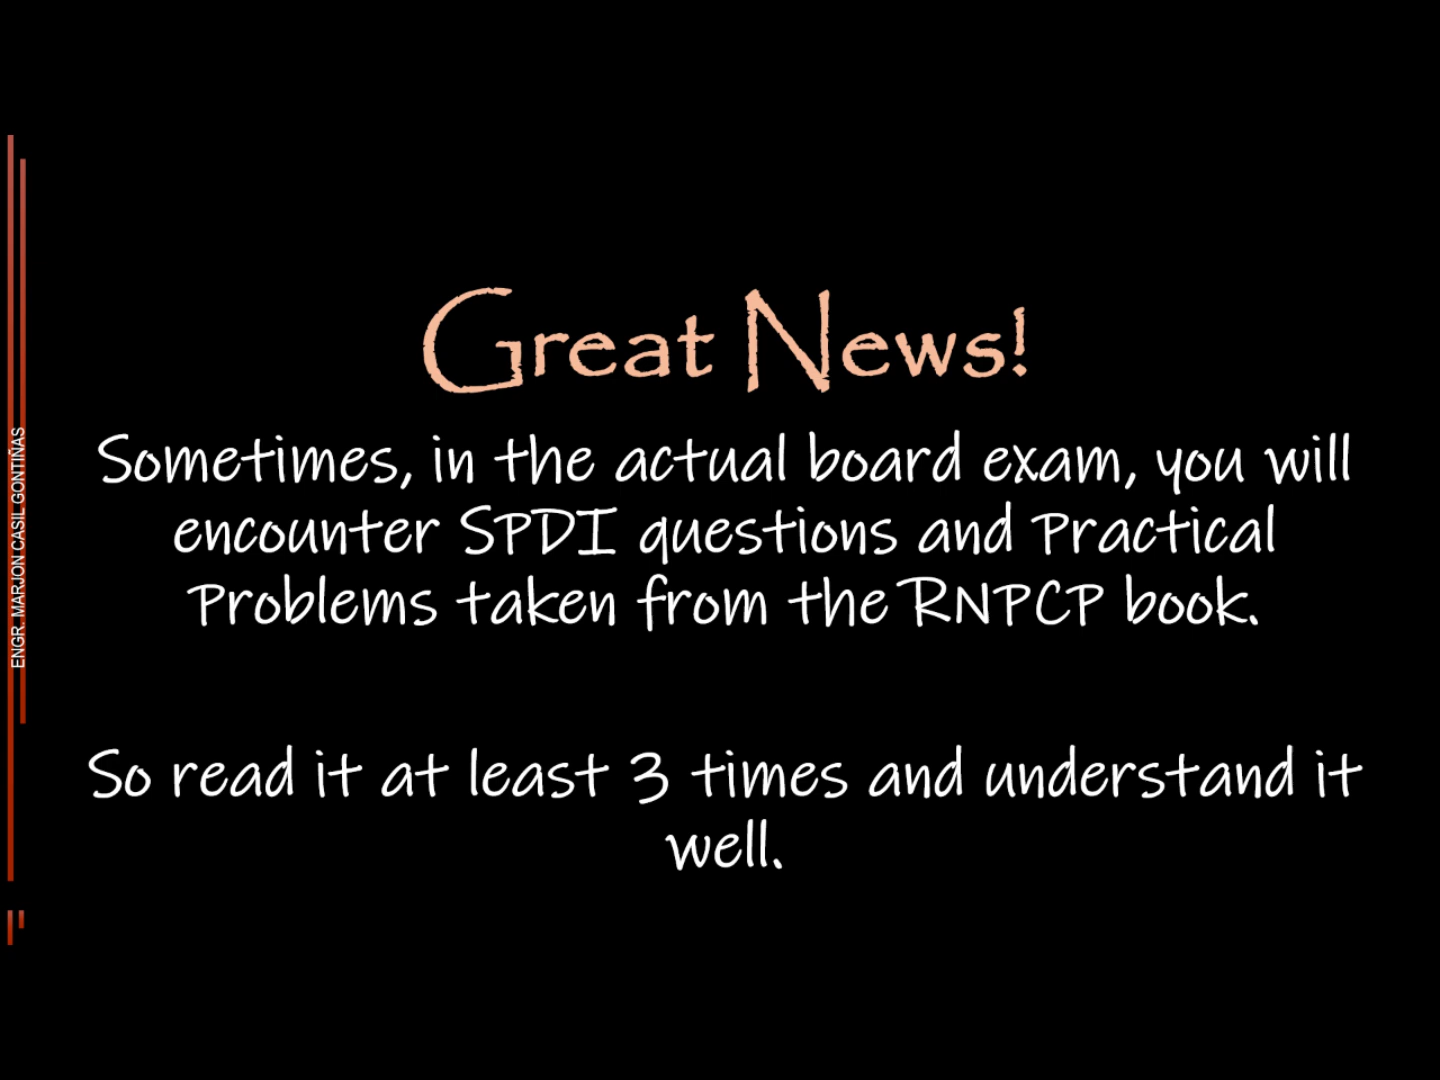 Great News!
Sometimes, in the actual board exam, you will
encounter SPDI questions and Practical
Problems taken from the RNPCP book.
So read it at least 3 times and understand it
well.
ENGR. MARJON CASIL GONTIÑAS